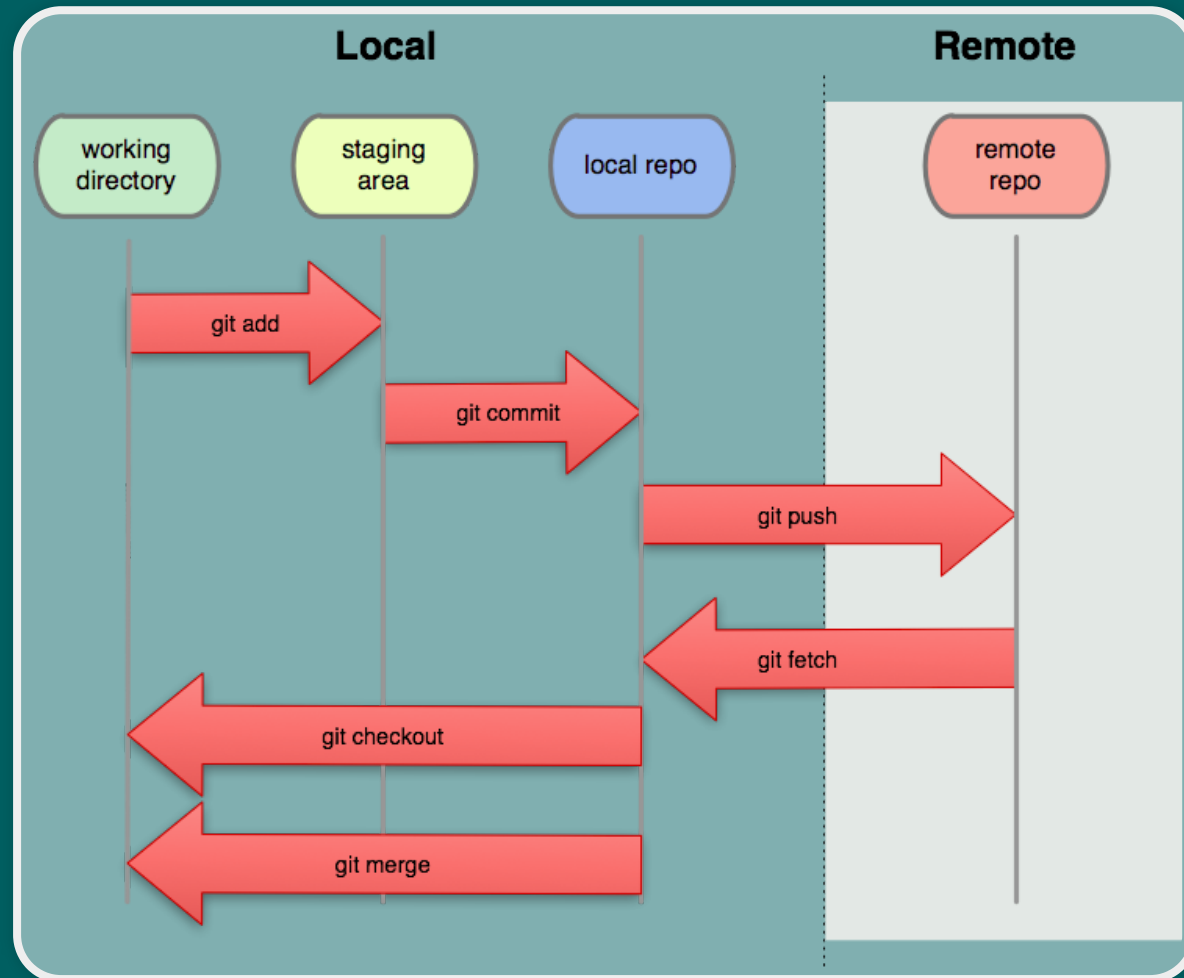 Local
Remote
working
directory
staging
area
local repo
remote
repo
git add
git commit
git push
git fetch
git checkout
git merge